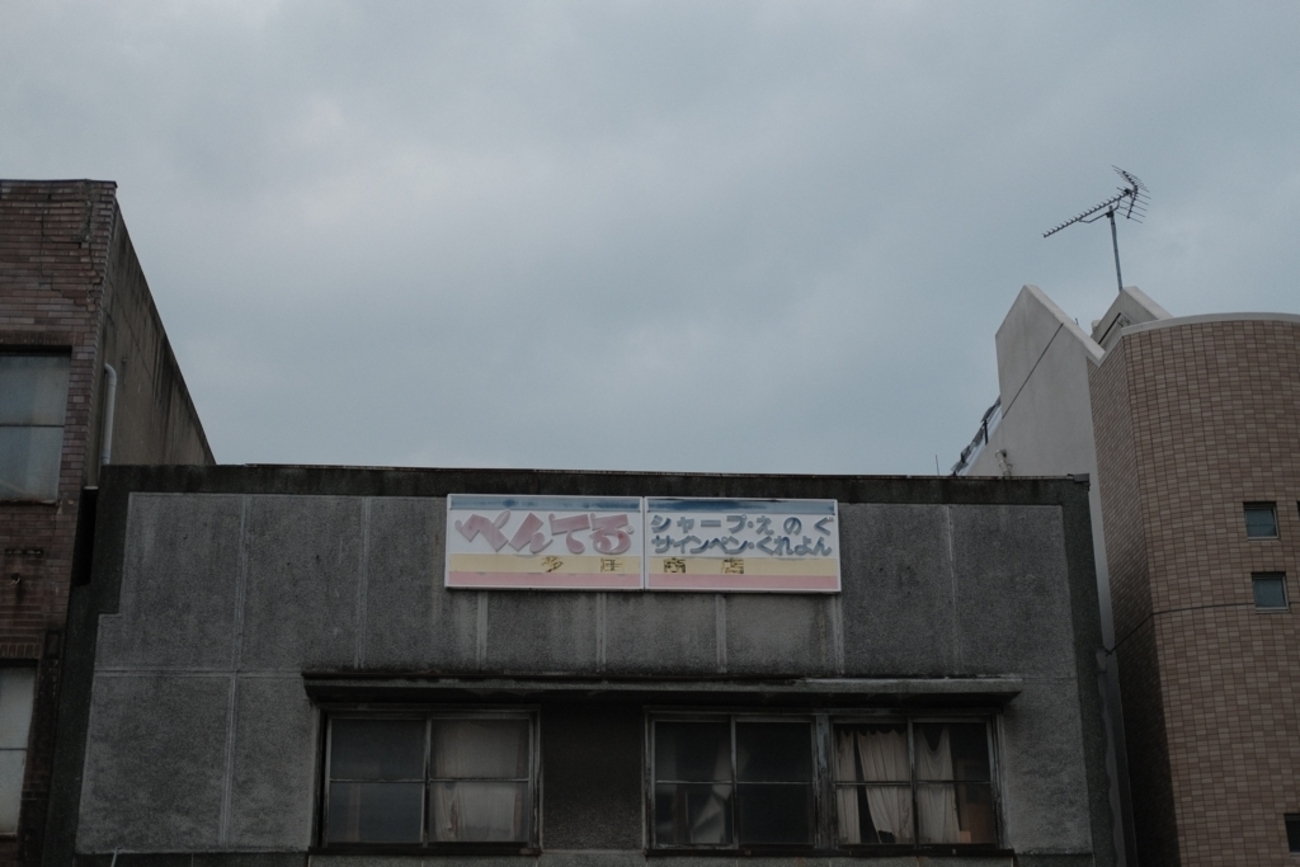 ぺんてる
シャープ・えのぐ
サインペン・くれよん
商店